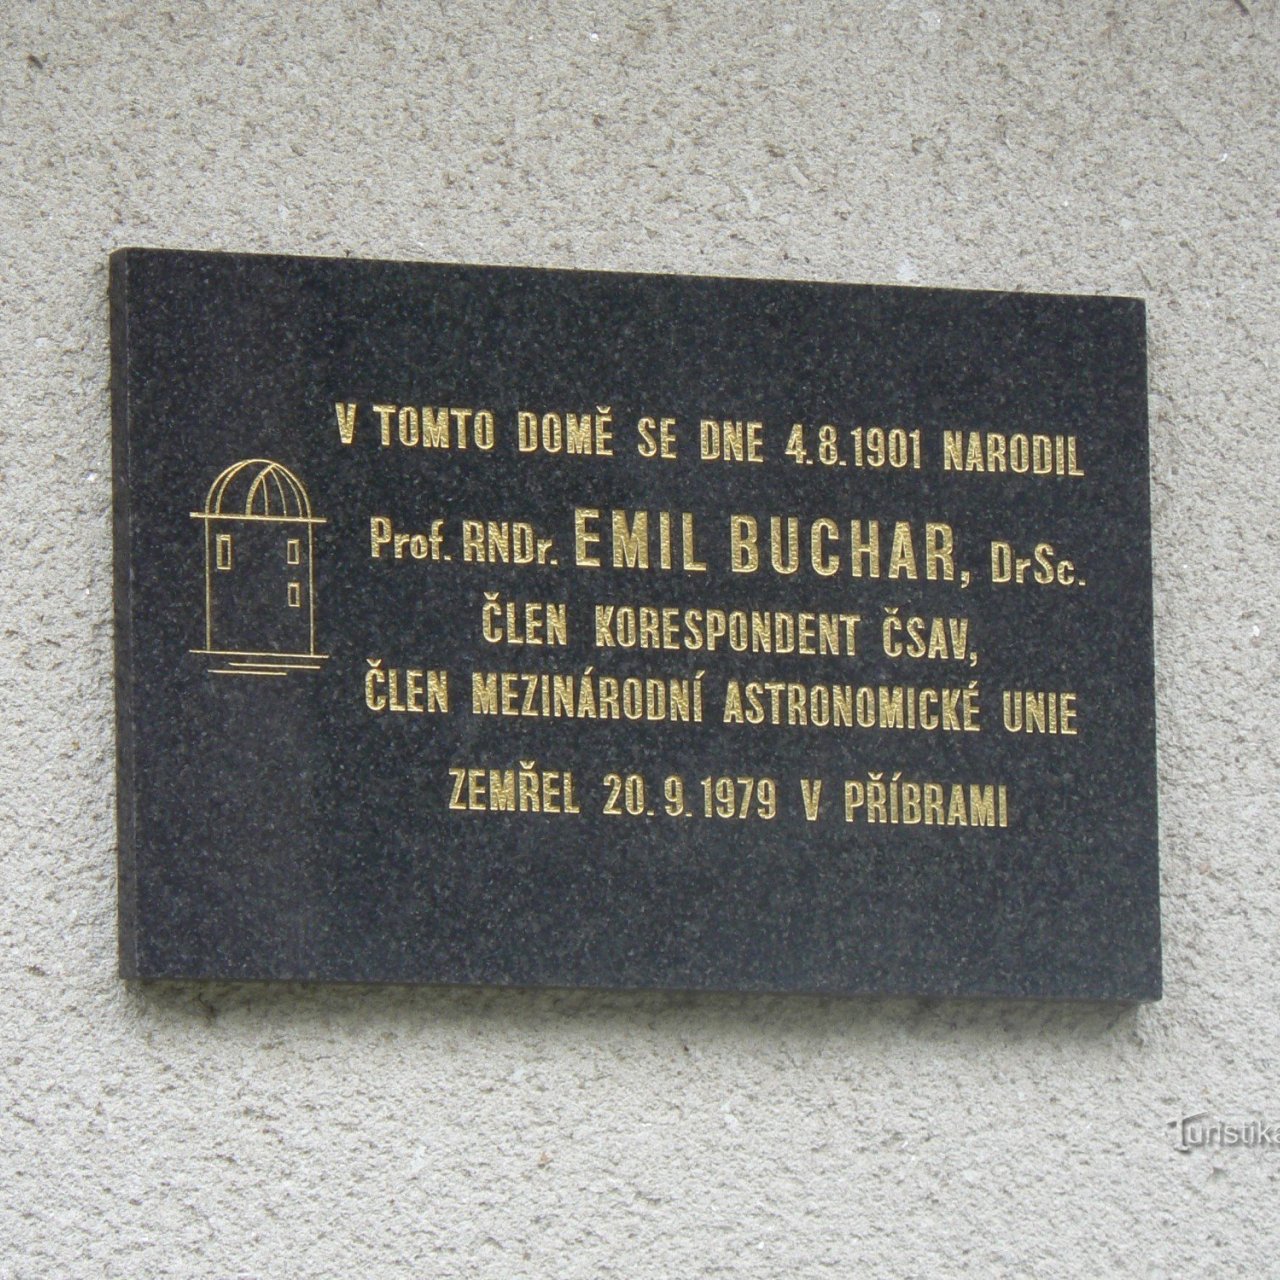 V TOMTO DOMĚ SE DNE 4.8.1901 NARODIL
Prof. RNDr. EMIL BUCHAR, DrSc.
ČLEN KORESPONDENT ČSAV,
ČLEN MEZINÁRODNÍ ASTRONOMICKÉ UNIE
ZEMŘEL 20.9.1979 V PŘÍBRAMI
Turistika